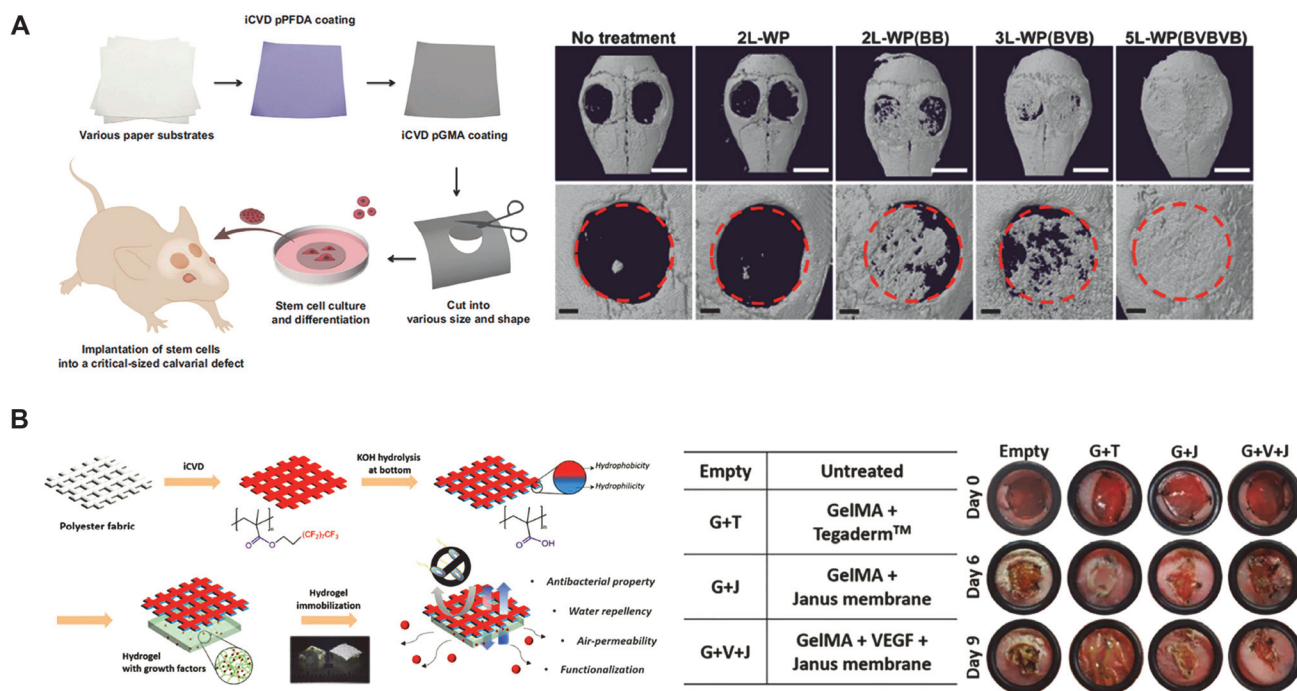 A
iCVD pPFDA coating
Various paper substrates
iCVD pGMA coating
Stem cell culture
and differentiation
Cut into
various size and shape
Implantation of stem cells
into a critical-sized calvarial defect
No treatment
2L-WP
2L-WP(BB)
3L-WP(BVB)
5L-WP(BVBVB)
B
iCVD
KOH hydrolysis
at bottom
Hydrophobicity
Hydrophilicity
Polyester fabric
n
O
O
(CF₂)₇CF₃
n
O
OH
Hydrogel
with growth factors
Hydrogel
immobilization
• Antibacterial property
• Water repellency
• Air-permeability
• Functionalization
Empty
Untreated
G+T
GelMA +
Tegaderm™
G+J
GelMA +
Janus membrane
G+V+J
GelMA + VEGF +
Janus membrane
Empty
G+T
G+J
G+V+J
Day 0
Day 6
Day 9